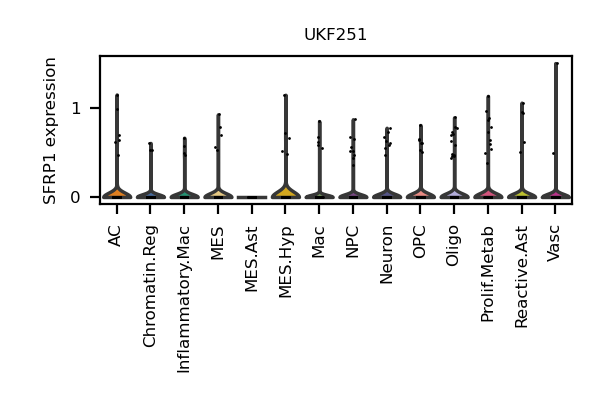 UKF251
SFRP1 expression
1
0
AC
Chromatin.Reg
Inflammatory.Mac
MES
MES.Ast
MES.Hyp
Mac
NPC
Neuron
OPC
Oligo
Prolif.Metab
Reactive.Ast
Vasc